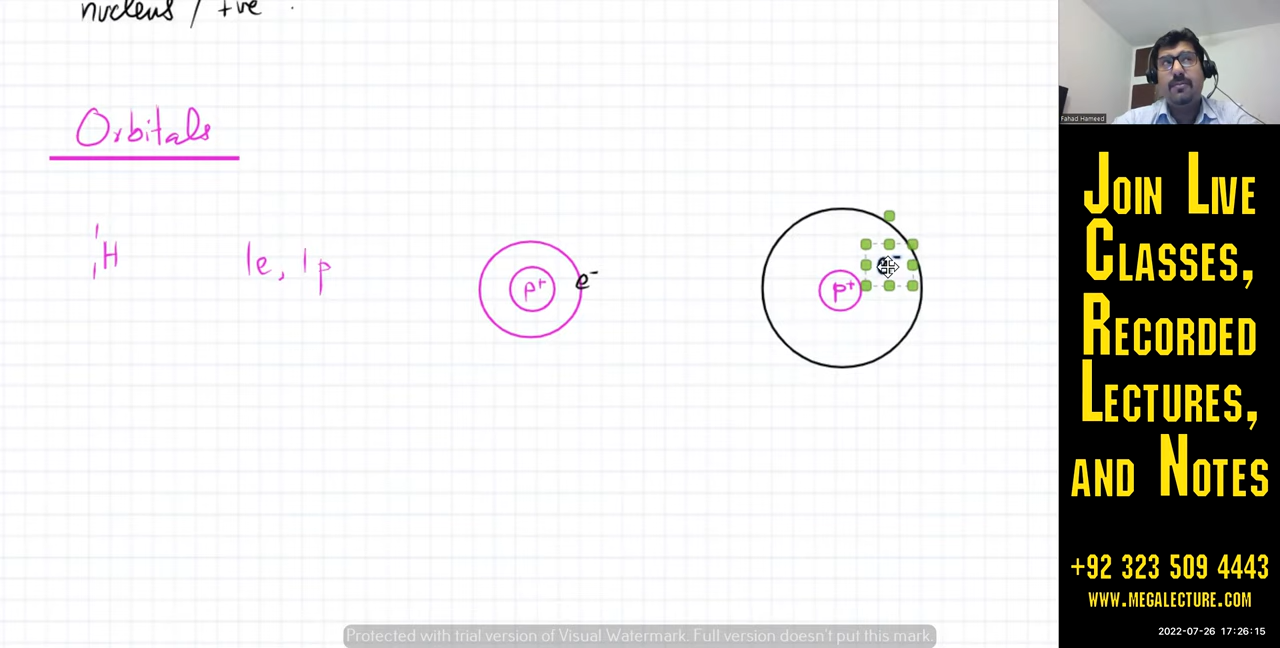 nucleus / +ve .
Orbitals
1
1H
1e, 1p
p+
e-
p+
Fahad Hameed
JOIN LIVE
CLASSES,
RECORDED
LECTURES,
AND NOTES
+92 323 509 4443
WWW.MEGALECTURE.COM
2022-07-26 17:26:15
Protected with trial version of Visual Watermark. Full version doesn't put this mark.